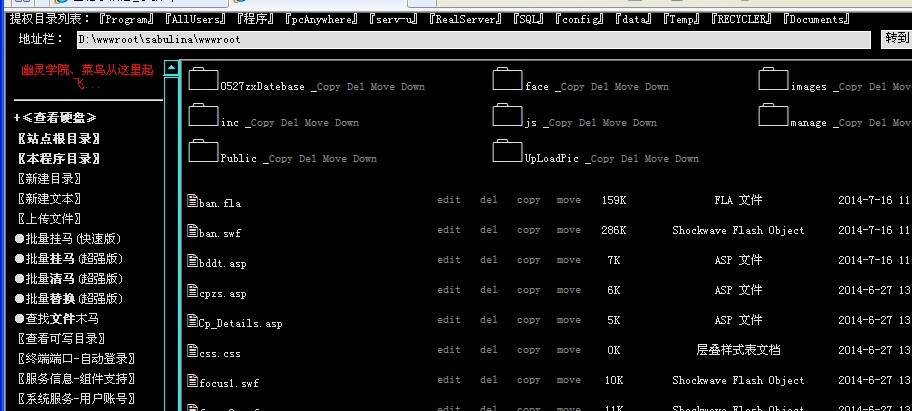 提权目录列表：『Program』『AllUsers』『程序』『pcAnywhere』『serv-u』『RealServer』『SQL』『config』『data』『Temp』『RECYCLER』『Documents』
地址栏： D:\wwwroot\sabulina\wwwroot 转到
幽灵学院、菜鸟从这里起
飞...
+≮查看硬盘≯
〖站点根目录〗
〖本程序目录〗
〖新建目录〗
〖新建文本〗
〖上传文件〗
●批量挂马(快速版)
●批量挂马(超强版)
●批量清马(超强版)
●批量替换(超强版)
●查找文件木马
〖查看可写目录〗
〖终端端口-自动登录〗
〖服务信息-组件支持〗
〖系统服务-用户账号〗
0527zxDatebase _Copy Del Move Down
face _Copy Del Move Down
images _Copy Del Mov
inc _Copy Del Move Down
js _Copy Del Move Down
manage _Copy Del Mov
Public _Copy Del Move Down
UpLoadPic _Copy Del Move Down
ban.fla edit del copy move 159K FLA 文件 2014-7-16 11
ban.swf edit del copy move 286K Shockwave Flash Object 2014-7-16 11
bddt.asp edit del copy move 7K ASP 文件 2014-7-16 11
cpzs.asp edit del copy move 6K ASP 文件 2014-6-27 13
Cp_Details.asp edit del copy move 5K ASP 文件 2014-6-27 13
css.css edit del copy move 0K 层叠样式表文档 2014-6-27 13
focus1.swf edit del copy move 10K Shockwave Flash Object 2014-6-27 13